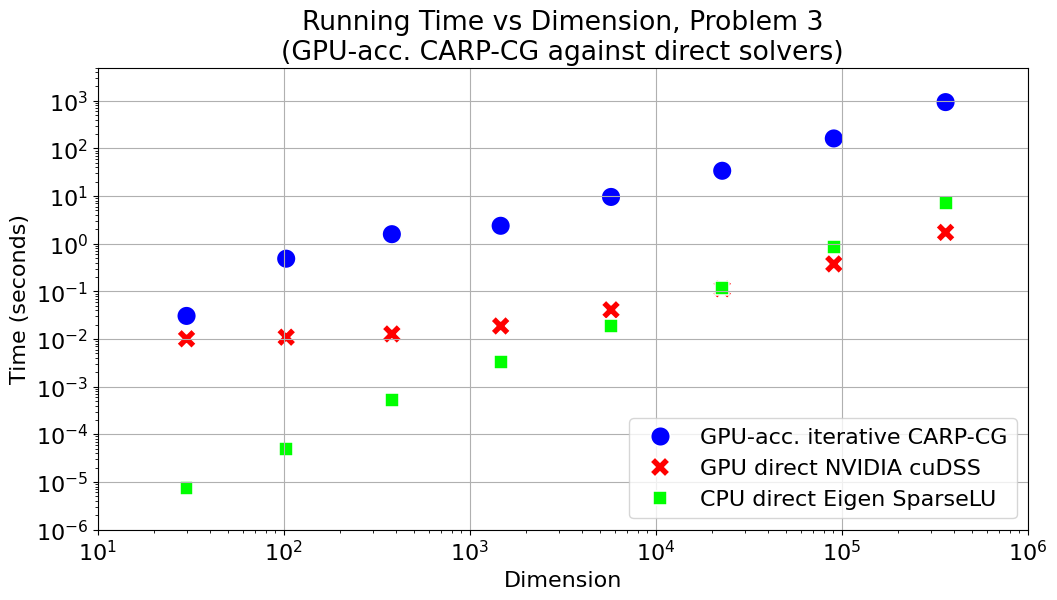 Running Time vs Dimension, Problem 3
(GPU-acc. CARP-CG against direct solvers)
Time (seconds)
10³
10²
10¹
10⁰
10⁻¹
10⁻²
10⁻³
10⁻⁴
10⁻⁵
10⁻⁶
GPU-acc. iterative CARP-CG
GPU direct NVIDIA cuDSS
CPU direct Eigen SparseLU
10¹ 10² 10³ 10⁴ 10⁵ 10⁶
Dimension